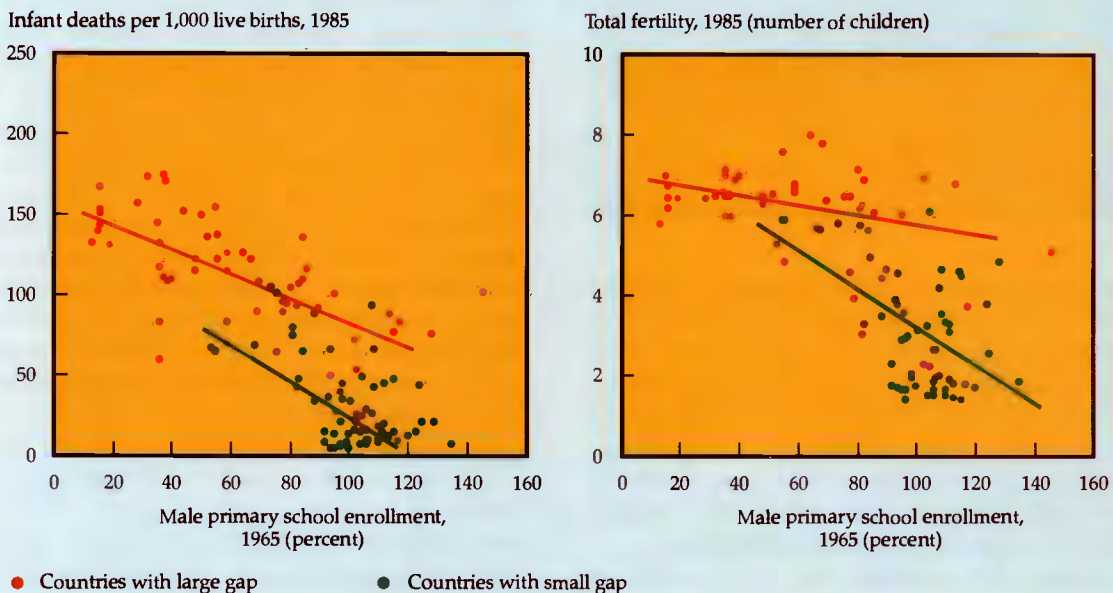 Infant deaths per 1,000 live births, 1985
250
200
150
100
50
0
0 20 40 60 80 100 120 140 160
Male primary school enrollment,
1965 (percent)
Total fertility, 1985 (number of children)
10
8
6
4
2
0
0 20 40 60 80 100 120 140 160
Male primary school enrollment,
1965 (percent)
Countries with large gap
Countries with small gap